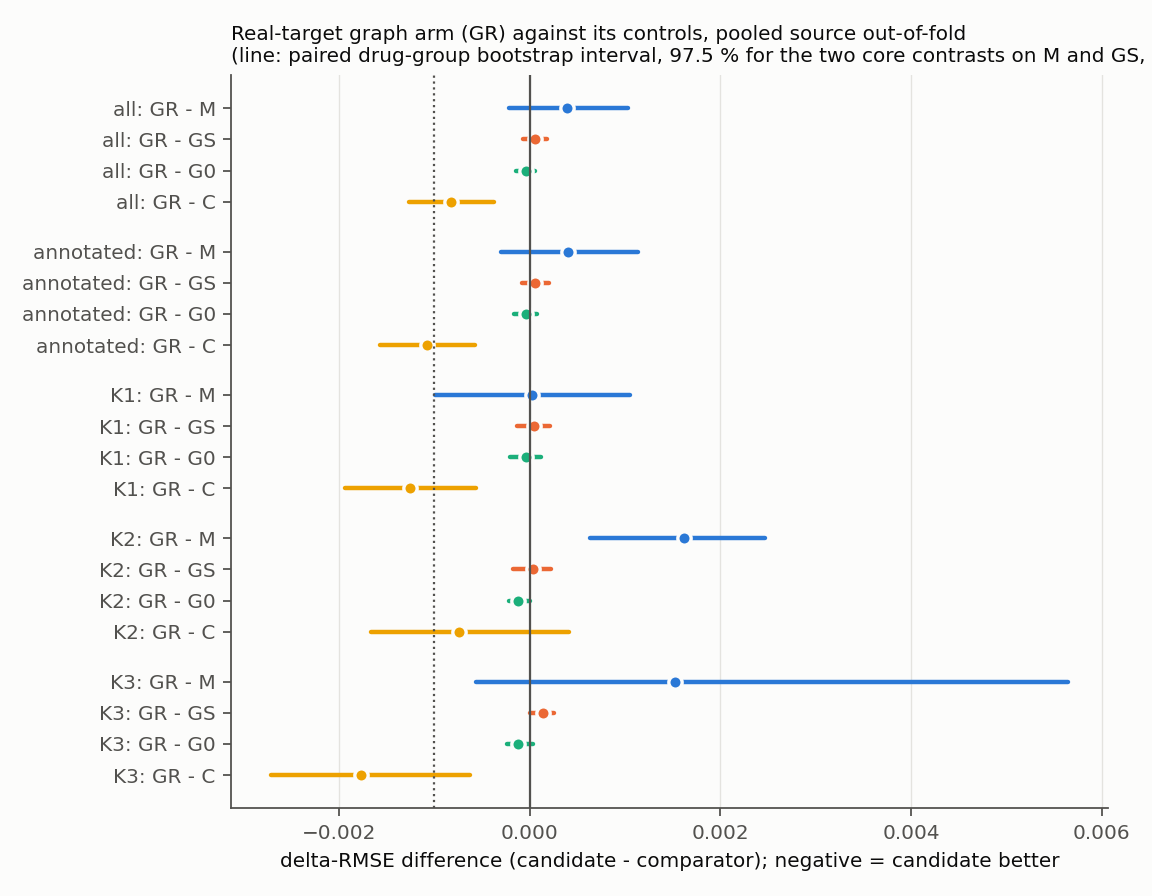 Real-target graph arm (GR) against its controls, pooled source out-of-fold
(line: paired drug-group bootstrap interval, 97.5 % for the two core contrasts on M and GS,
all: GR - M
all: GR - GS
all: GR - G0
all: GR - C
annotated: GR - M
annotated: GR - GS
annotated: GR - G0
annotated: GR - C
K1: GR - M
K1: GR - GS
K1: GR - G0
K1: GR - C
K2: GR - M
K2: GR - GS
K2: GR - G0
K2: GR - C
K3: GR - M
K3: GR - GS
K3: GR - G0
K3: GR - C
−0.002 0.000 0.002 0.004 0.006
delta-RMSE difference (candidate - comparator); negative = candidate better